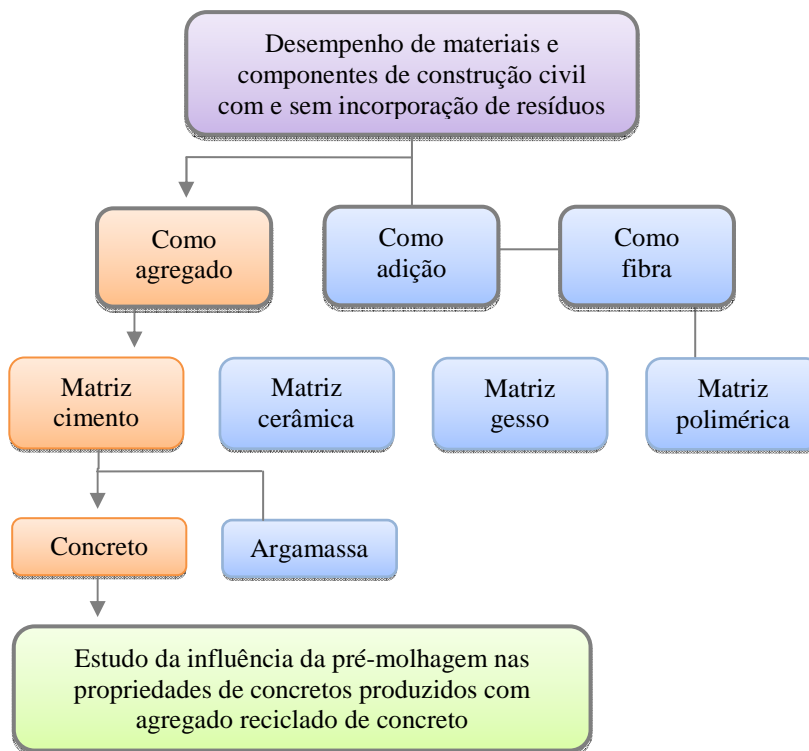 Desempenho de materiais e
componentes de construção civil
com e sem incorporação de resíduos
Como
agregado
Como
adição
Como
fibra
Matriz
cimento
Matriz
cerâmica
Matriz
gesso
Matriz
polimérica
Concreto
Argamassa
Estudo da influência da pré-molhagem nas
propriedades de concretos produzidos com
agregado reciclado de concreto